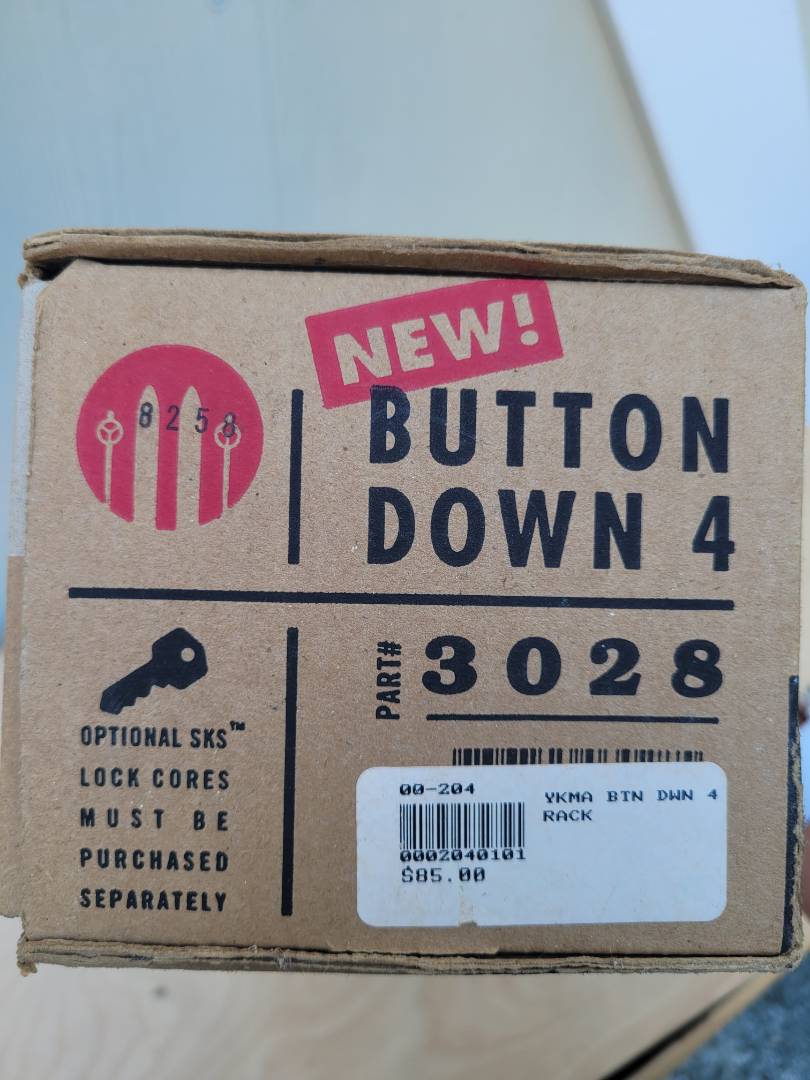 NEW!
8258
BUTTON
DOWN 4
PART# 3028
OPTIONAL SKS™
LOCK CORES
MUST BE
PURCHASED
SEPARATELY
00-204
YKMA BTN DWN 4
RACK
0002040101
$85.00